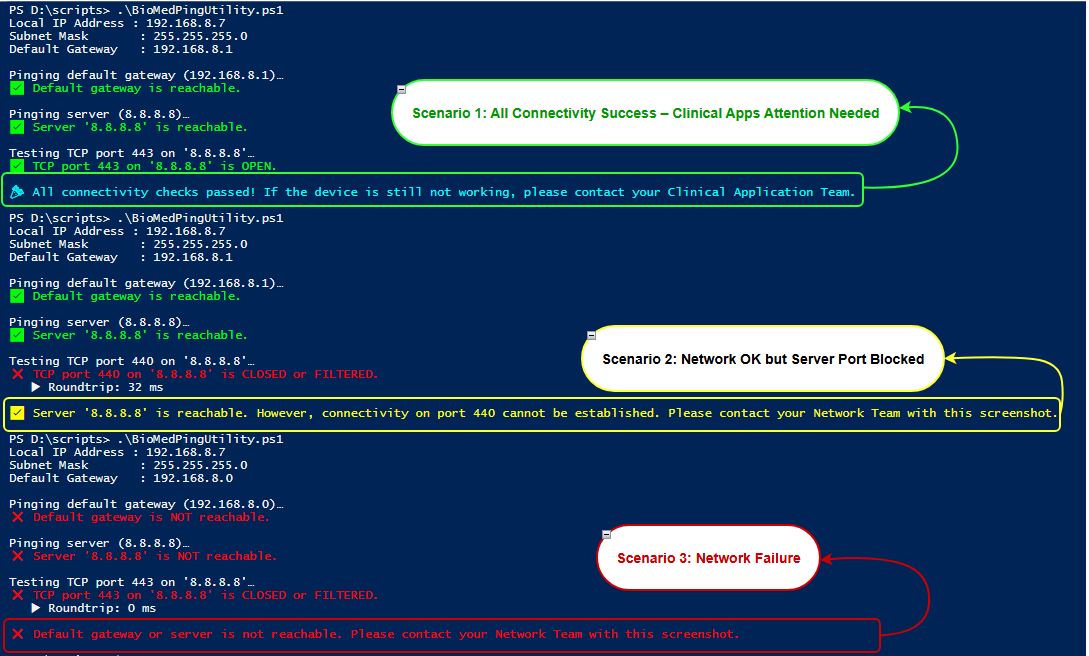 PS D:\scripts> .\BioMedPingUtility.ps1
Local IP Address : 192.168.8.7
Subnet Mask      : 255.255.255.0
Default Gateway   : 192.168.8.1
Pinging default gateway (192.168.8.1)…
✅ Default gateway is reachable.
Scenario 1: All Connectivity Success – Clinical Apps Attention Needed
Pinging server (8.8.8.8)…
✅ Server '8.8.8.8' is reachable.
Testing TCP port 443 on '8.8.8.8'…
✅ TCP port 443 on '8.8.8.8' is OPEN.
🎉 All connectivity checks passed! If the device is still not working, please contact your Clinical Application Team.
PS D:\scripts> .\BioMedPingUtility.ps1
Local IP Address : 192.168.8.7
Subnet Mask      : 255.255.255.0
Default Gateway   : 192.168.8.1
Pinging default gateway (192.168.8.1)…
✅ Default gateway is reachable.
Pinging server (8.8.8.8)…
✅ Server '8.8.8.8' is reachable.
Scenario 2: Network OK but Server Port Blocked
Testing TCP port 440 on '8.8.8.8'…
❌ TCP port 440 on '8.8.8.8' is CLOSED or FILTERED.
▶ Roundtrip: 32 ms
✅ Server '8.8.8.8' is reachable. However, connectivity on port 440 cannot be established. Please contact your Network Team with this screenshot.
PS D:\scripts> .\BioMedPingUtility.ps1
Local IP Address : 192.168.8.7
Subnet Mask      : 255.255.255.0
Default Gateway   : 192.168.8.0
Pinging default gateway (192.168.8.0)…
❌ Default gateway is NOT reachable.
Pinging server (8.8.8.8)…
❌ Server '8.8.8.8' is NOT reachable.
Scenario 3: Network Failure
Testing TCP port 443 on '8.8.8.8'…
❌ TCP port 443 on '8.8.8.8' is CLOSED or FILTERED.
▶ Roundtrip: 0 ms
❌ Default gateway or server is not reachable. Please contact your Network Team with this screenshot.